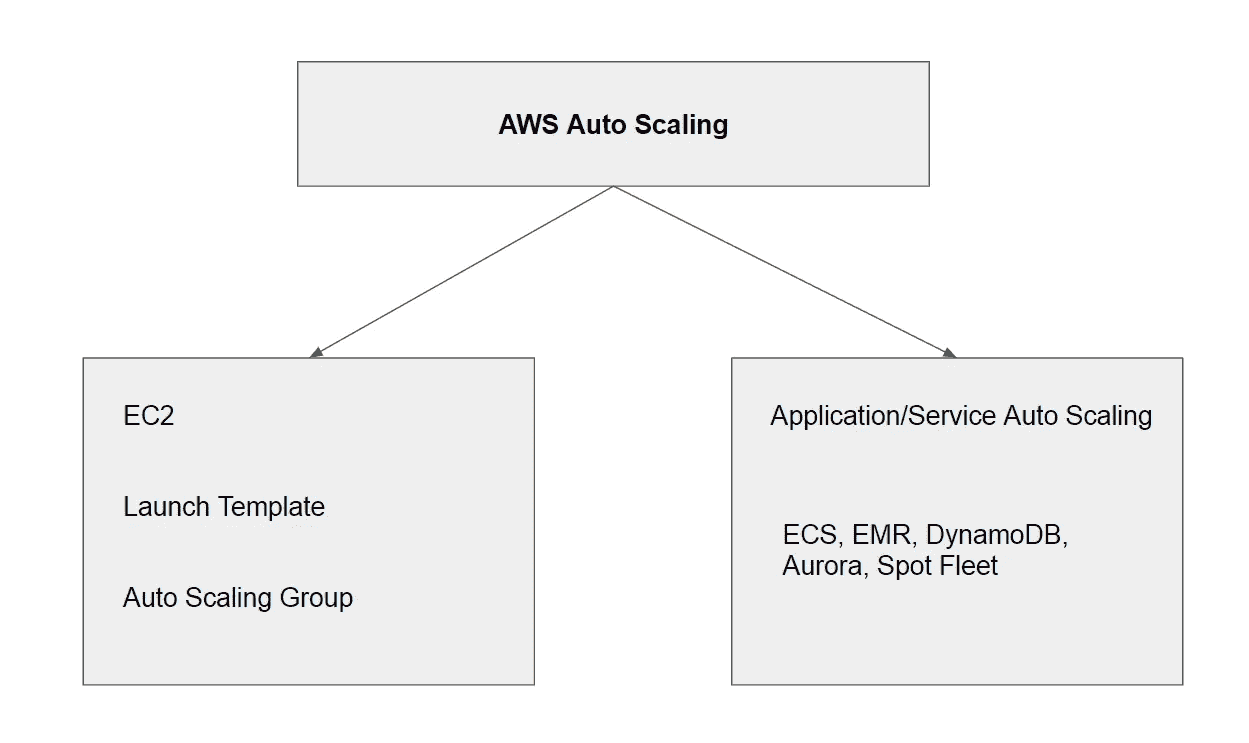 AWS Auto Scaling
EC2
Launch Template
Auto Scaling Group
Application/Service Auto Scaling
ECS, EMR, DynamoDB,
Aurora, Spot Fleet